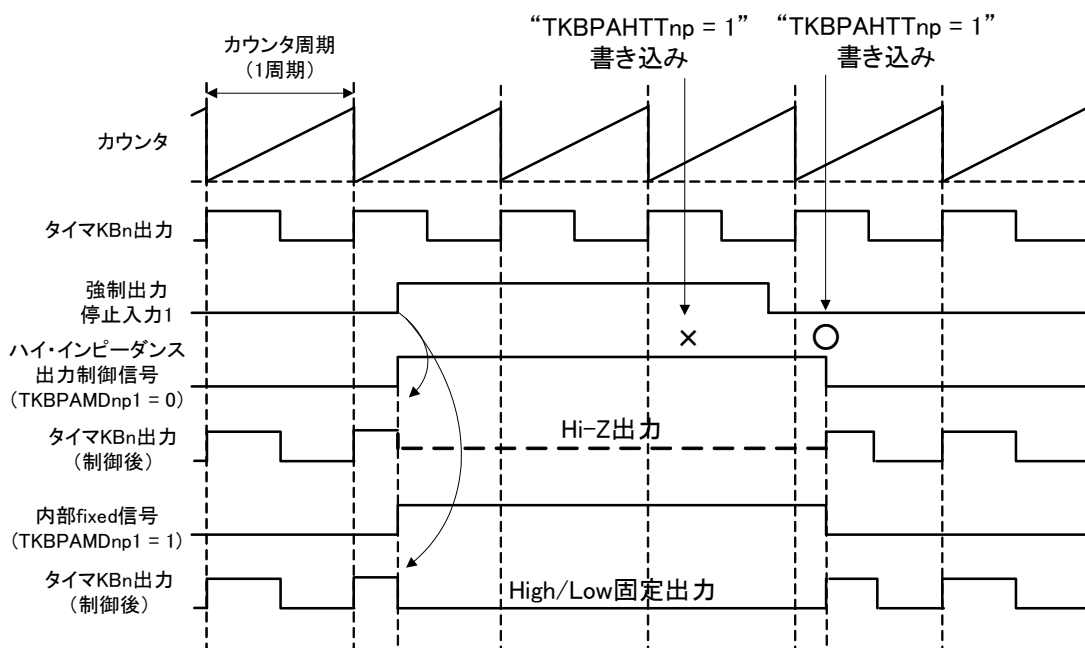 “TKBPAHTTnp = 1”
書き込み
“TKBPAHTTnp = 1”
書き込み
カウンタ周期
(1周期)
カウンタ
タイマKBn出力
強制出力
停止入力1
×
○
ハイ・インピーダンス
出力制御信号
(TKBPAMDnp1 = 0)
タイマKBn出力
(制御後)
Hi-Z出力
内部fixed信号
(TKBPAMDnp1 = 1)
タイマKBn出力
(制御後)
High/Low固定出力